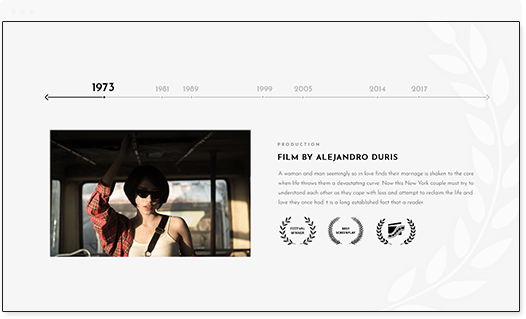 1973 1981 1989 1999 2005 2014 2017
PRODUCTION
FILM BY ALEJANDRO DURIS
A woman and man seemingly so in love finds their marriage is shaken to the core
when life throws them a devastating curve. Now this New York couple must try to
understand each other as they cope with loss and attempt to reclaim the life and
love they once had. t is a long established fact that a reader.
FESTIVAL
WINNER
BEST
SCREENPLAY